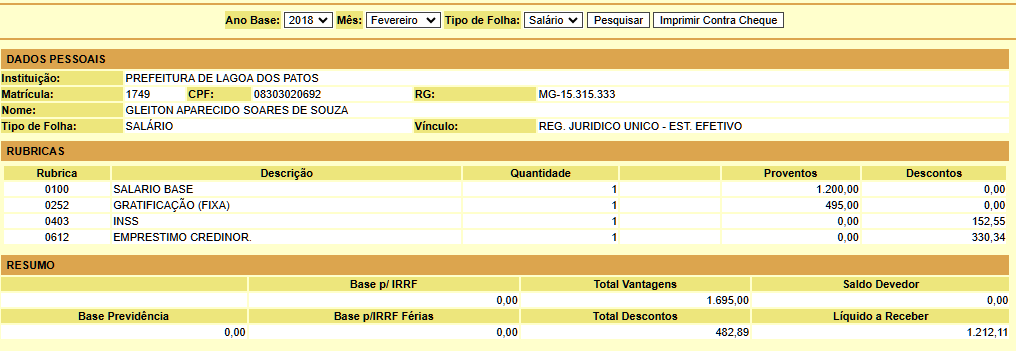 Ano Base: 2018 Mês: Fevereiro Tipo de Folha: Salário Pesquisar Imprimir Contra Cheque
DADOS PESSOAIS
Instituição: PREFEITURA DE LAGOA DOS PATOS
Matrícula: 1749 CPF: 08303020692 RG: MG-15.315.333
Nome: GLEITON APARECIDO SOARES DE SOUZA
Tipo de Folha: SALÁRIO Vínculo: REG. JURIDICO UNICO - EST. EFETIVO
RUBRICAS
Rubrica Descrição Quantidade Proventos Descontos
0100 SALARIO BASE 1 1.200,00 0,00
0252 GRATIFICAÇÃO (FIXA) 1 495,00 0,00
0403 INSS 1 0,00 152,55
0612 EMPRESTIMO CREDINOR. 1 0,00 330,34
RESUMO
Base p/ IRRF Total Vantagens Saldo Devedor
0,00 1.695,00 0,00
Base Previdência Base p/IRRF Férias Total Descontos Líquido a Receber
0,00 0,00 482,89 1.212,11